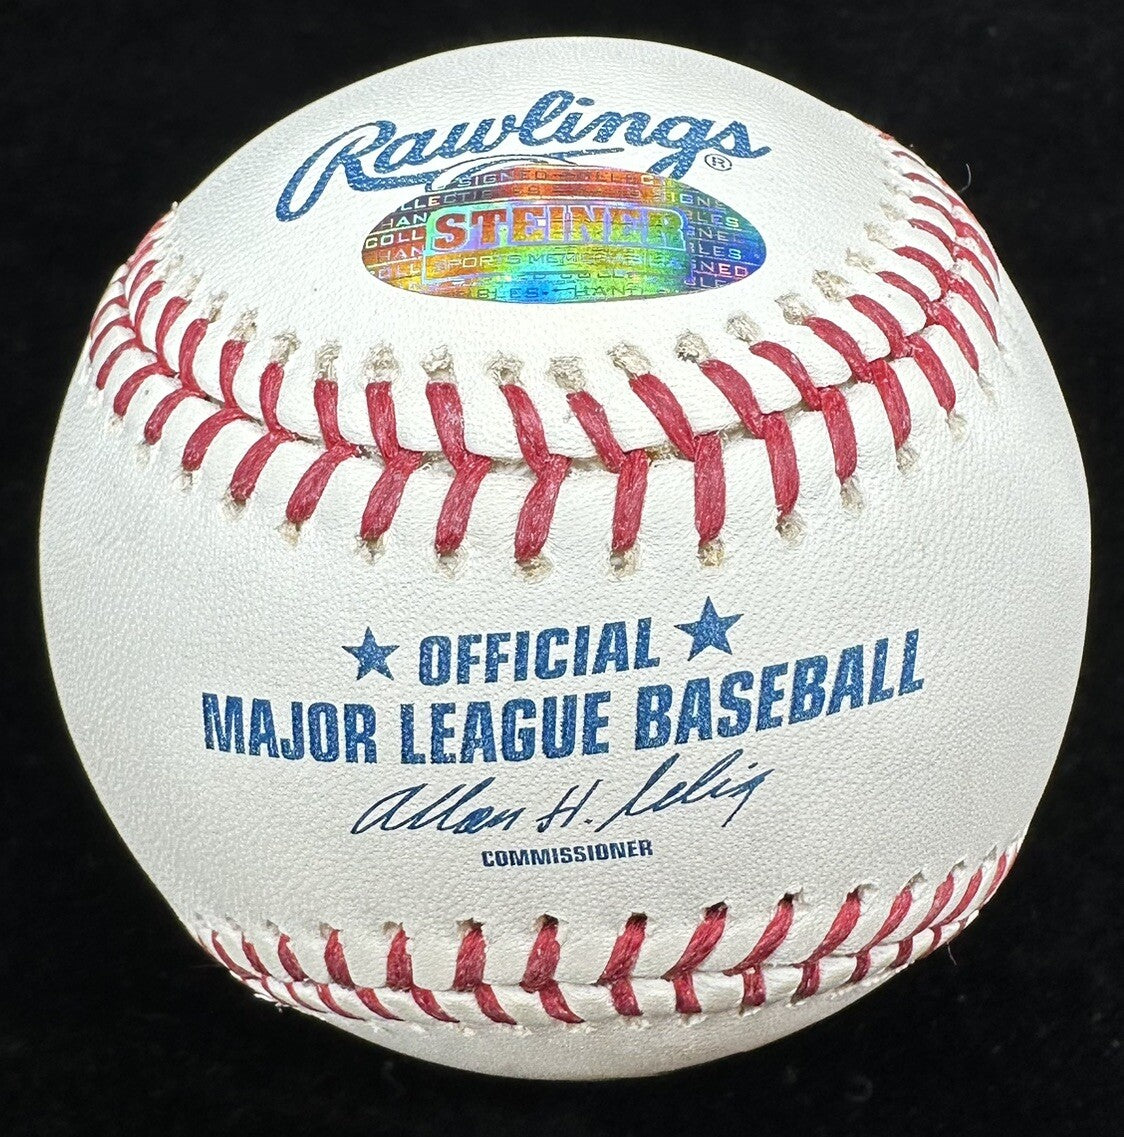 Rawlings®
STEINER
OFFICIAL
MAJOR LEAGUE BASEBALL
Allan H. Selig
COMMISSIONER